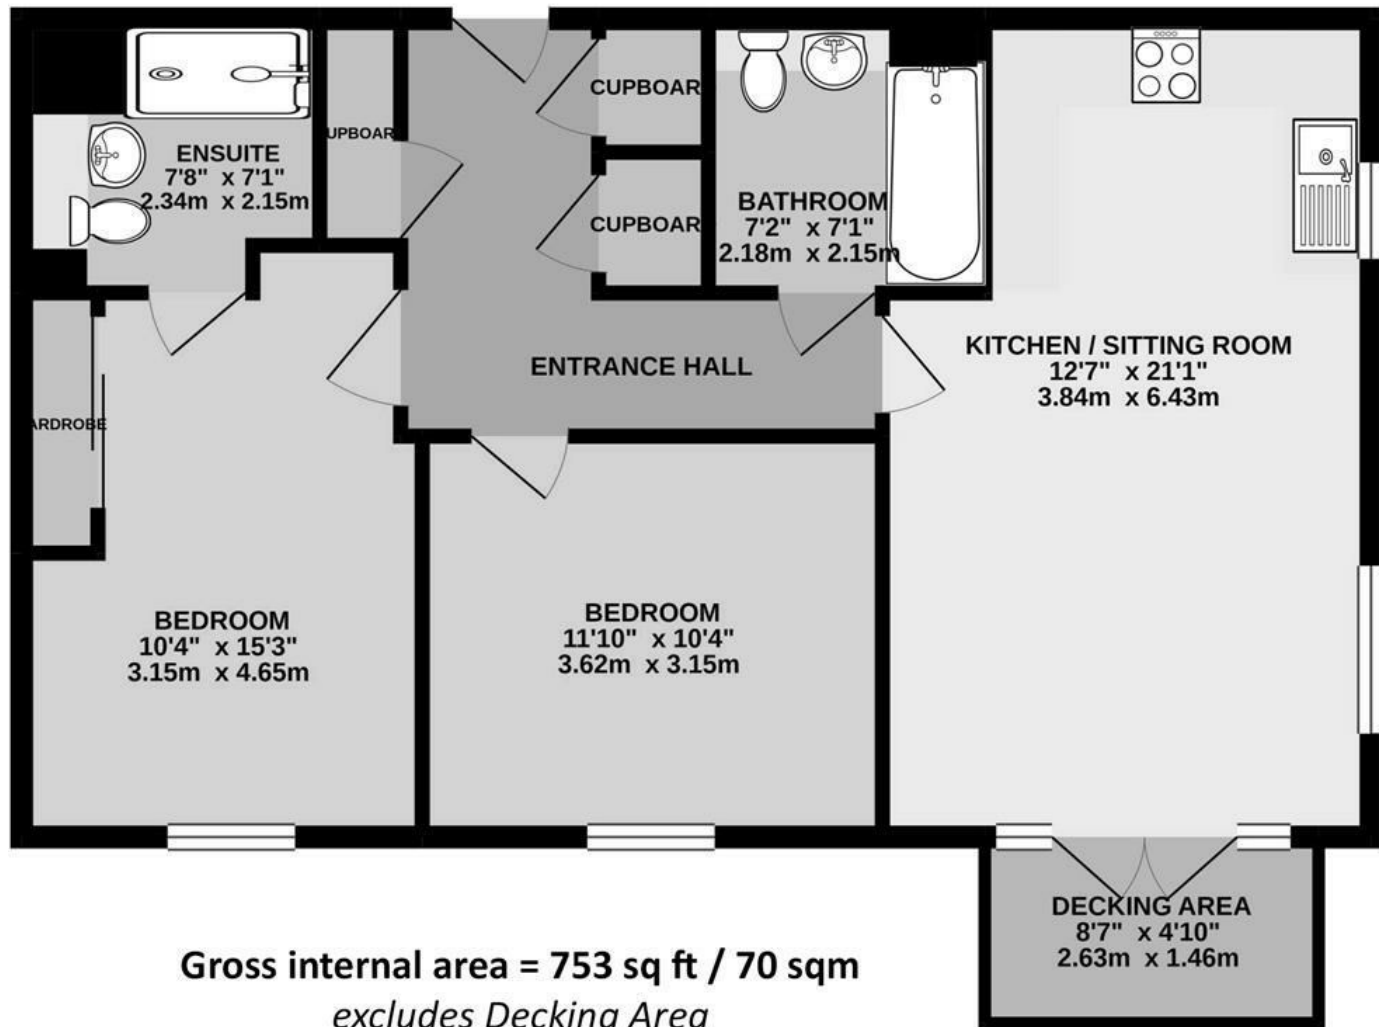 CUPBOAR
UPBOAR
ENSUITE
7'8" x 7'1"
2.34m x 2.15m
CUPBOAR
BATHROOM
7'2" x 7'1"
2.18m x 2.15m
ENTRANCE HALL
KITCHEN / SITTING ROOM
12'7" x 21'1"
3.84m x 6.43m
ARDROBE
BEDROOM
10'4" x 15'3"
3.15m x 4.65m
BEDROOM
11'10" x 10'4"
3.62m x 3.15m
DECKING AREA
8'7" x 4'10"
2.63m x 1.46m
Gross internal area = 753 sq ft / 70 sqm
excludes Decking Area